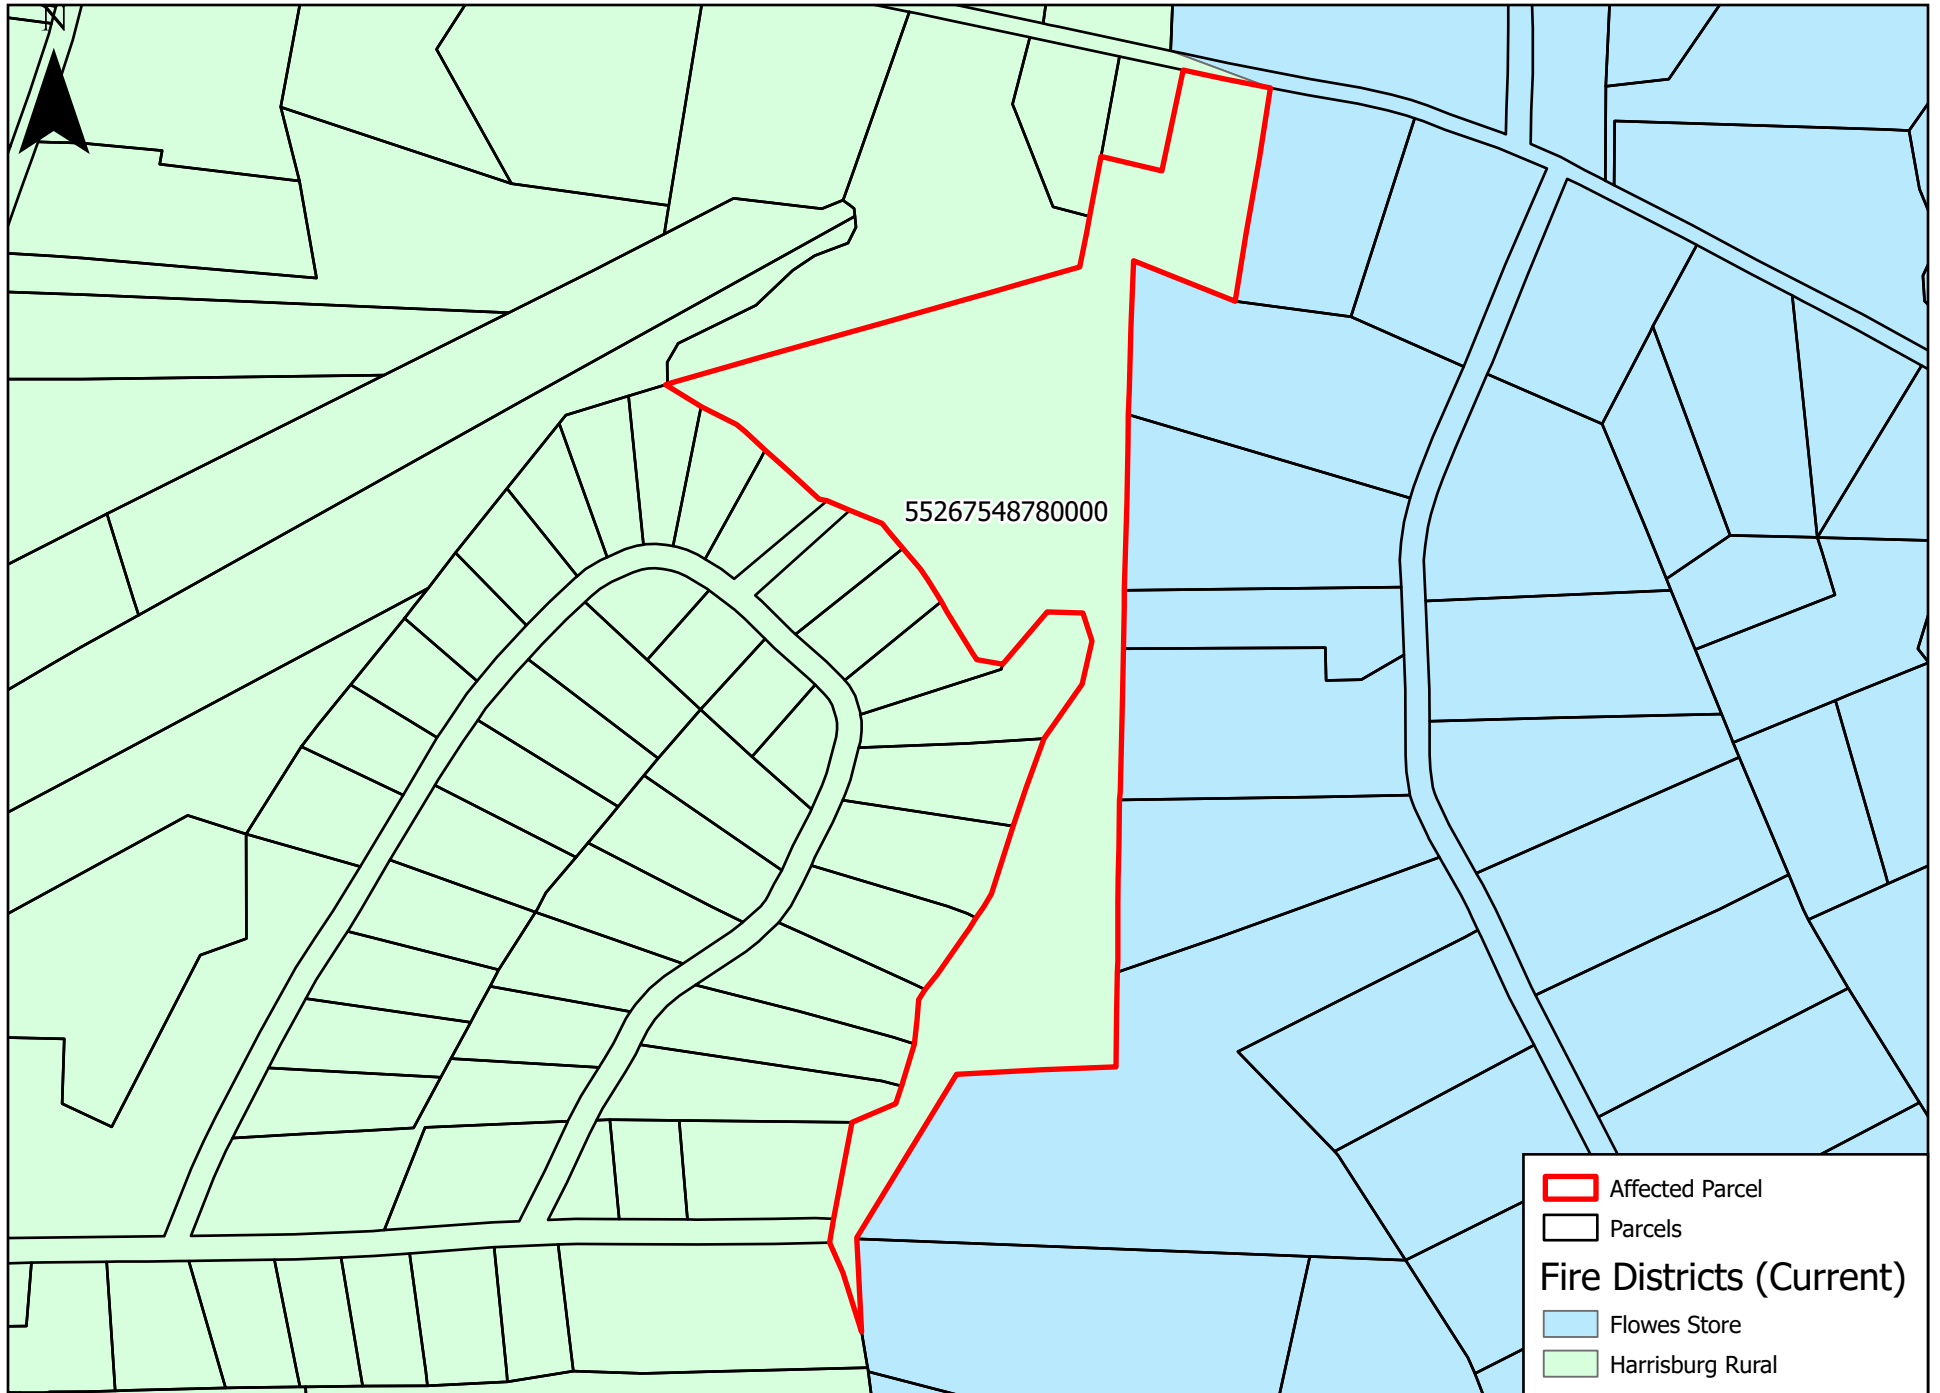 N
55267548780000
Affected Parcel
Parcels
Fire Districts (Current)
Flowes Store
Harrisburg Rural